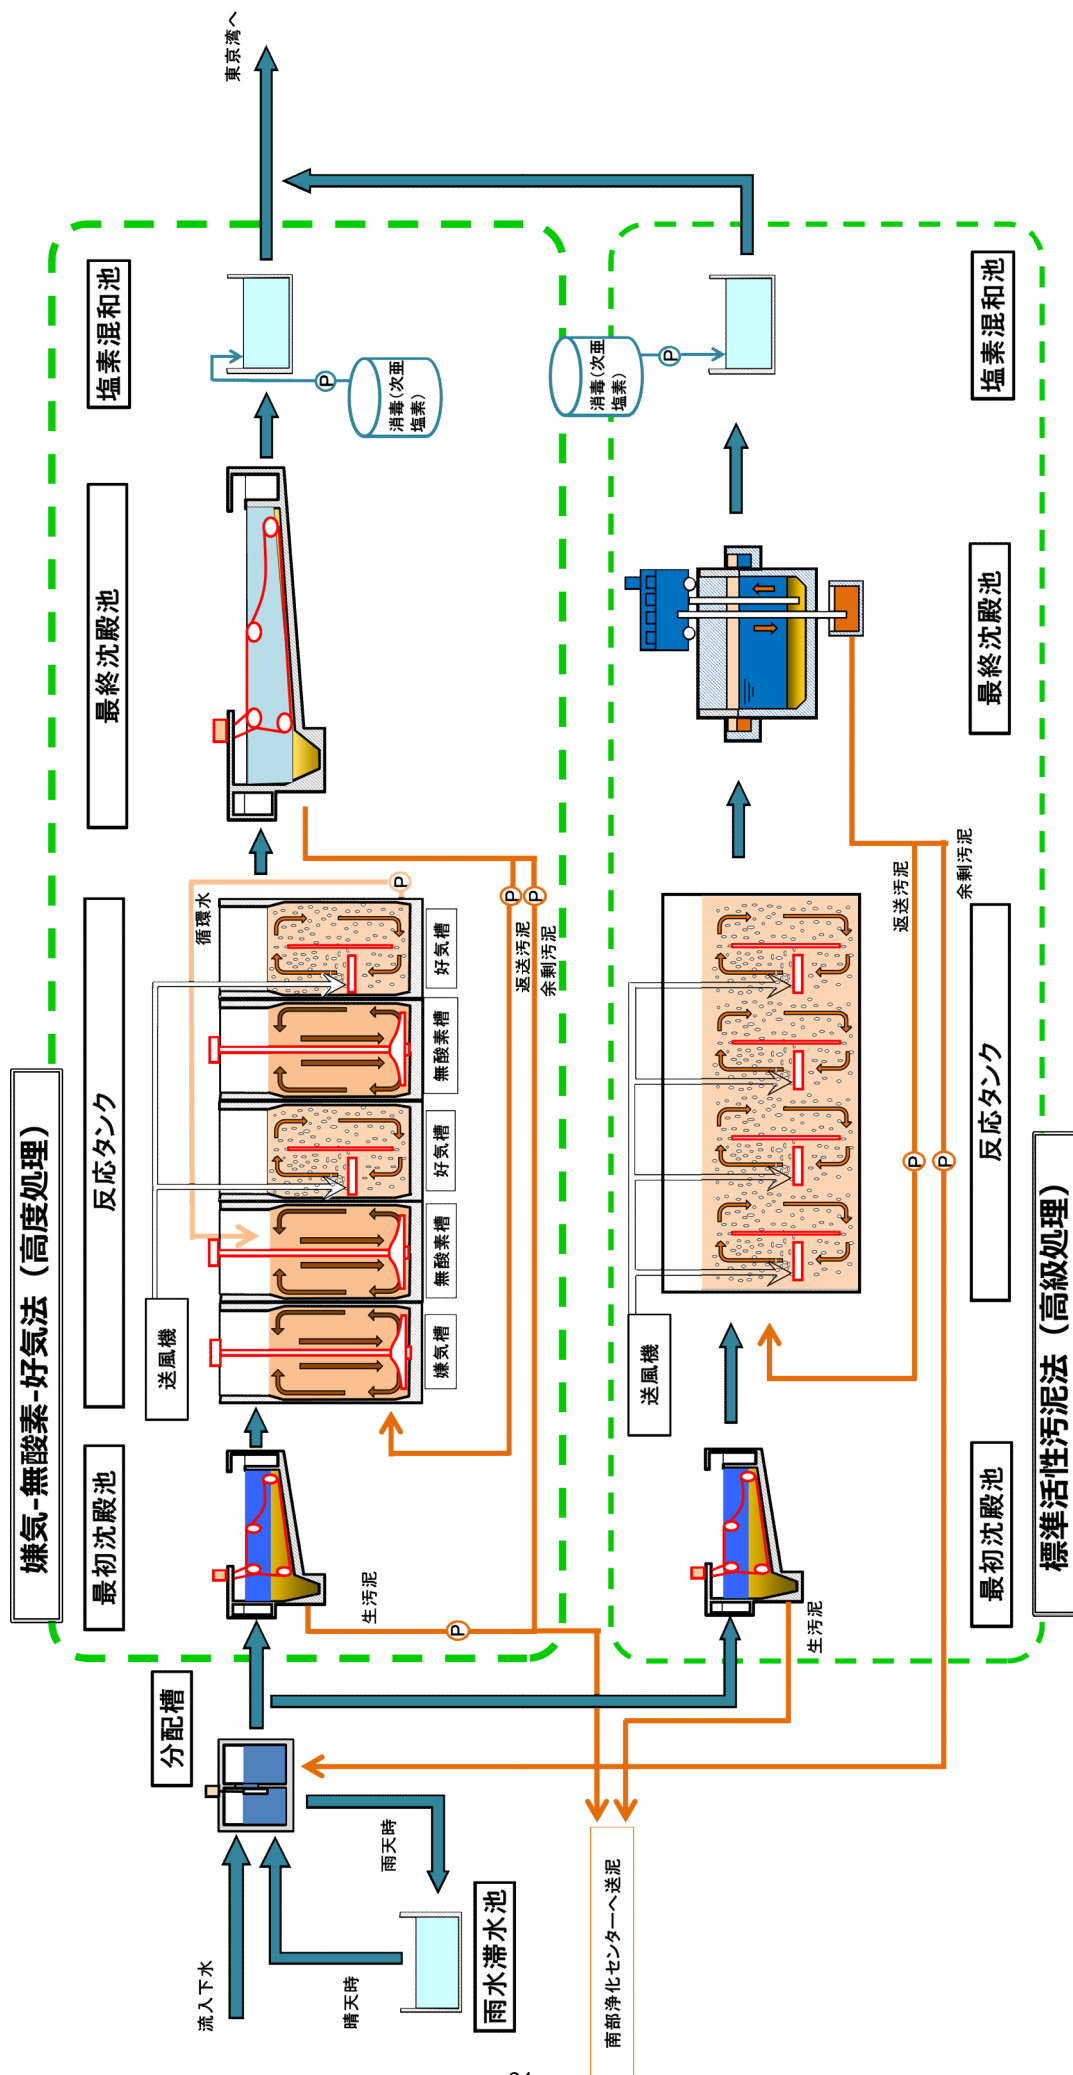 嫌気-無酸素-好気法（高度処理）
最初沈殿池
反応タンク
最終沈殿池
塩素混和池
東京湾へ
分配槽
送風機
循環水
嫌気槽
無酸素槽
好気槽
無酸素槽
好気槽
P
P
消毒(次亜
塩素)
生汚泥
P
返送汚泥
P
余剰汚泥
P
流入下水
晴天時
雨天時
雨水滞水池
南部浄化センターへ送泥
消毒(次亜
塩素)
P
送風機
生汚泥
返送汚泥
P
余剰汚泥
P
最初沈殿池
反応タンク
最終沈殿池
塩素混和池
標準活性汚泥法（高級処理）